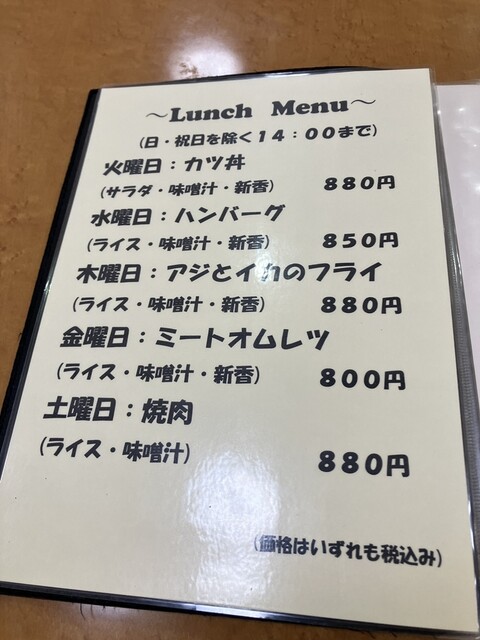 ～Lunch Menu～
(日・祝日を除く14：00まで)
火曜日：カツ丼
(サラダ・味噌汁・新香) 880円
水曜日：ハンバーグ
(ライス・味噌汁・新香) 850円
木曜日：アジとイカのフライ
(ライス・味噌汁・新香) 880円
金曜日：ミートオムレツ
(ライス・味噌汁・新香) 800円
土曜日：焼肉
(ライス・味噌汁) 880円
(価格はいずれも税込み)